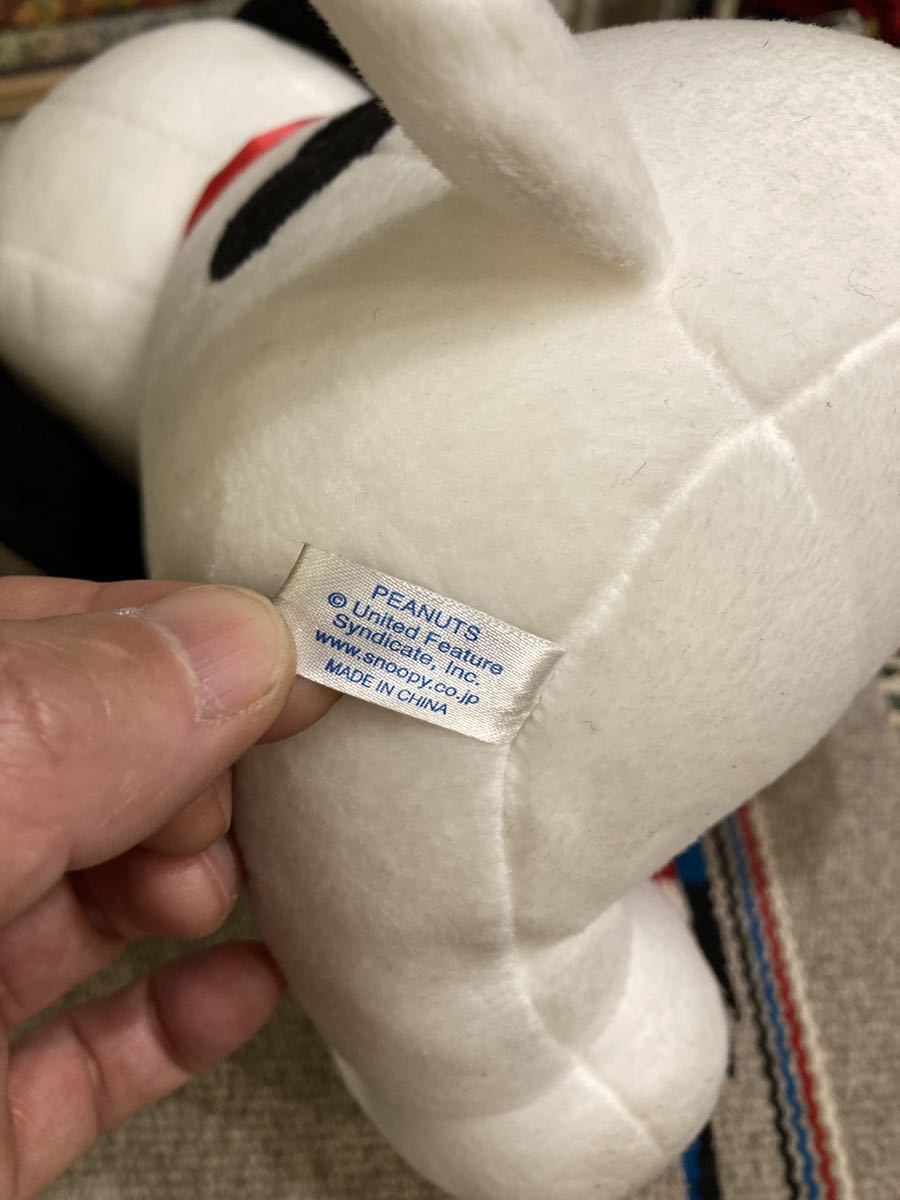 PEANUTS
© United Feature
Syndicate, Inc.
www.snoopy.co.jp
MADE IN CHINA